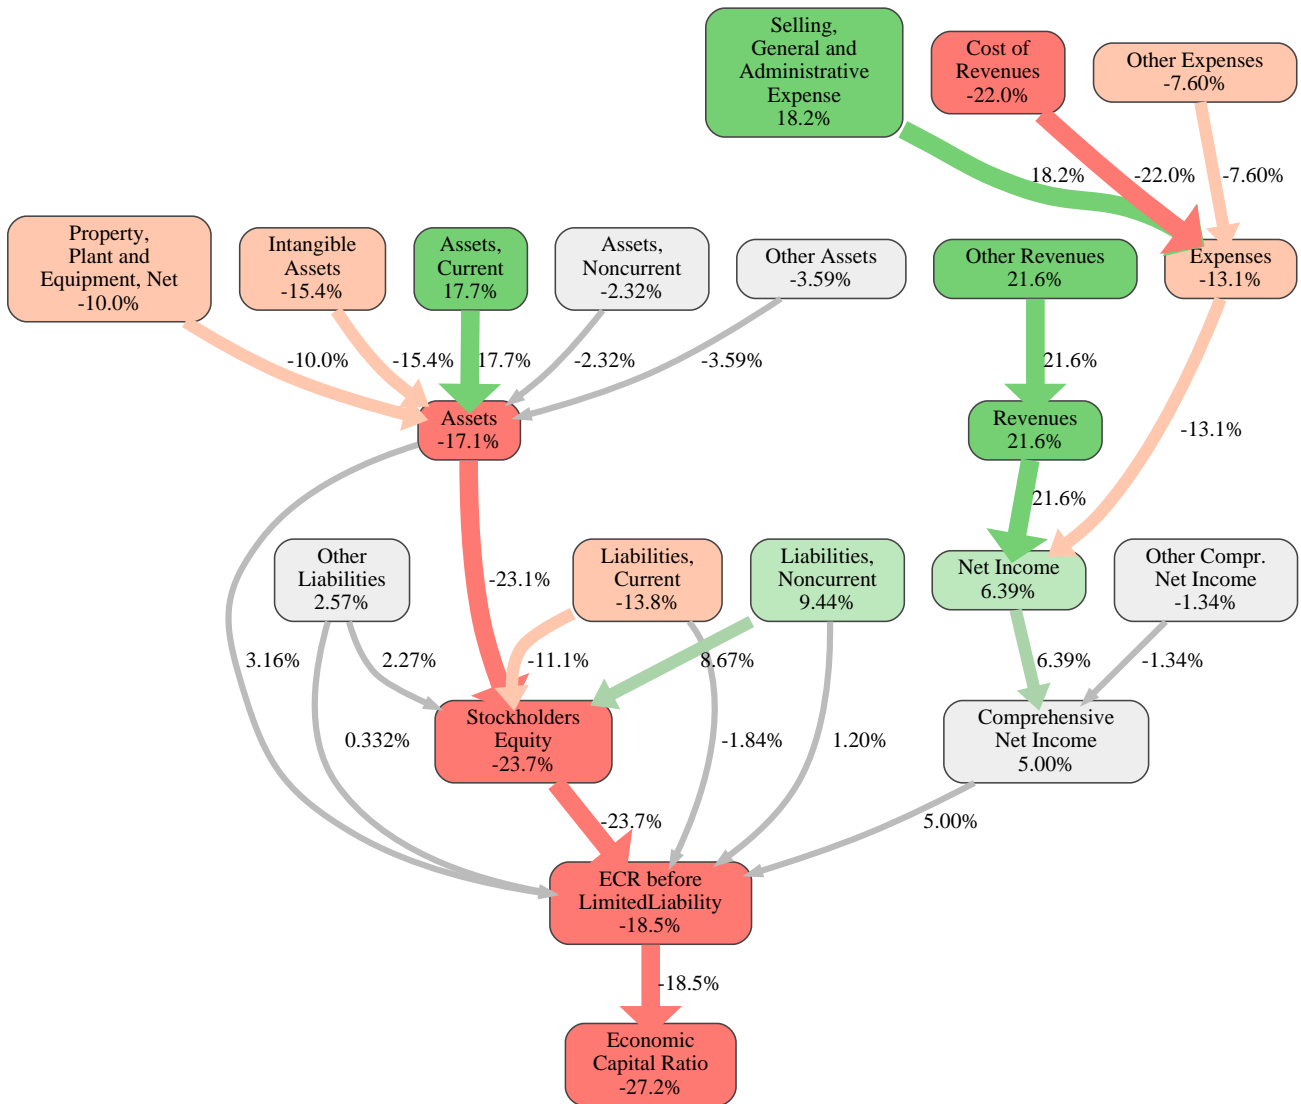 Selling,
General and
Administrative
Expense
18.2%
Cost of
Revenues
-22.0%
Other Expenses
-7.60%
18.2%
-22.0%
-7.60%
Property,
Plant and
Equipment, Net
-10.0%
Intangible
Assets
-15.4%
Assets,
Current
17.7%
Assets,
Noncurrent
-2.32%
Other Assets
-3.59%
Other Revenues
21.6%
Expenses
-13.1%
-10.0%
-15.4%
17.7%
-2.32%
-3.59%
21.6%
-13.1%
Assets
-17.1%
Revenues
21.6%
21.6%
Other
Liabilities
2.57%
-23.1%
Liabilities,
Current
-13.8%
Liabilities,
Noncurrent
9.44%
Net Income
6.39%
Other Compr.
Net Income
-1.34%
3.16%
2.27%
-11.1%
8.67%
6.39%
-1.34%
0.332%
Stockholders
Equity
-23.7%
-1.84%
1.20%
Comprehensive
Net Income
5.00%
-23.7%
5.00%
ECR before
LimitedLiability
-18.5%
-18.5%
Economic
Capital Ratio
-27.2%